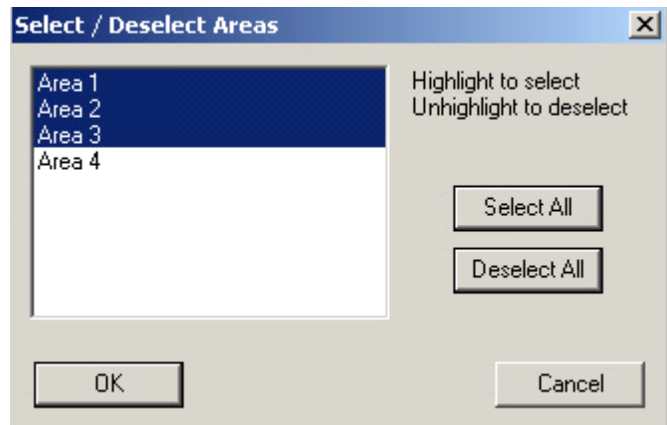 Select / Deselect Areas
Area 1
Area 2
Area 3
Area 4
Highlight to select
Unhighlight to deselect
Select All
Deselect All
OK
Cancel